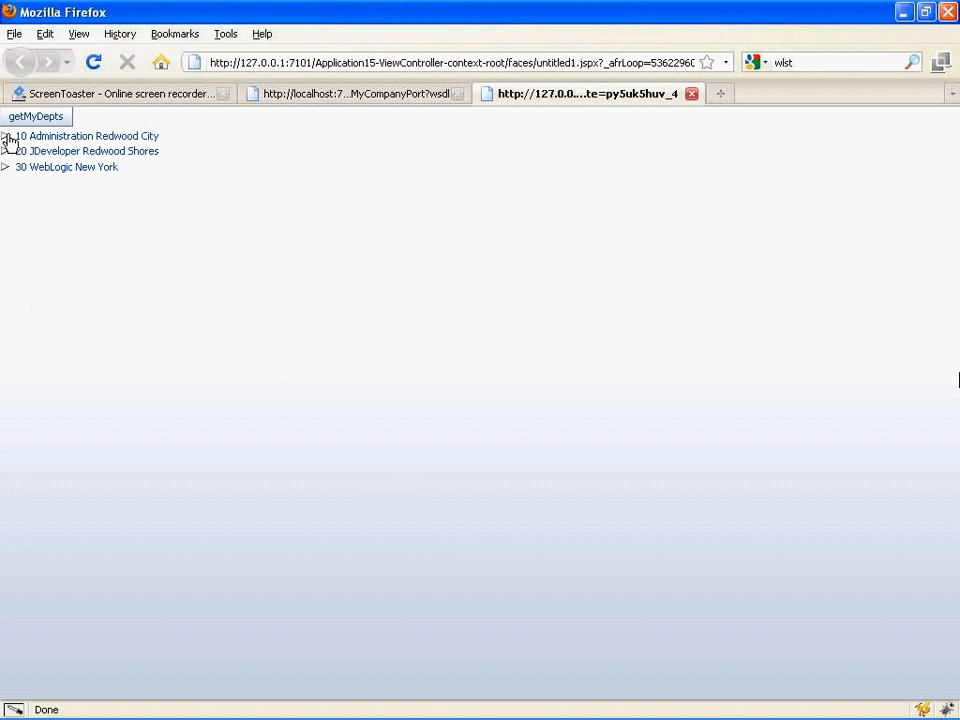 Mozilla Firefox
File Edit View History Bookmarks Tools Help
http://127.0.0.1:7101/Application15-ViewController-context-root/faces/untitled1.jspx?_afrLoop=53622960 wlst
ScreenToaster - Online screen recorder... http://localhost:7...MyCompanyPort?wsdl http://127.0.0....te=py5uk5huv_4
getMyDepts
10 Administration Redwood City
20 JDeveloper Redwood Shores
30 WebLogic New York
Done